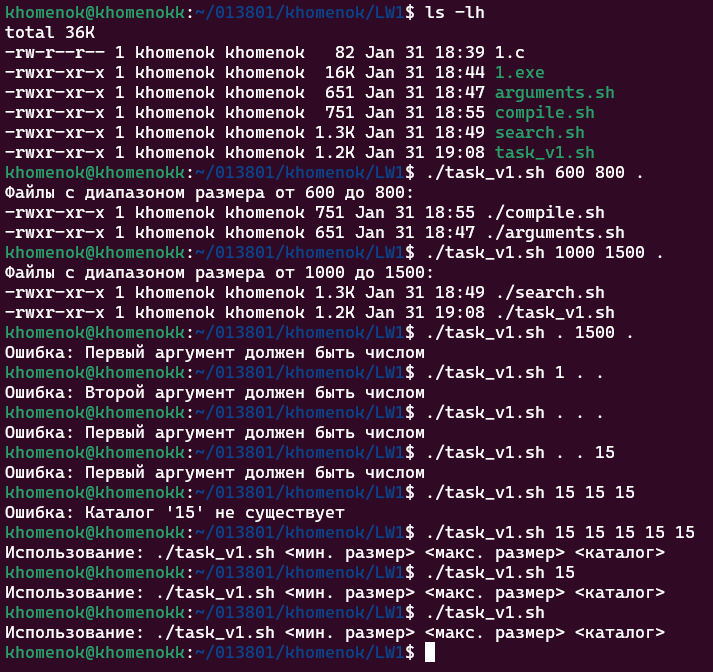 khomenok@khomenokk:~/013801/khomenok/LW1$ ls -lh
total 36K
-rw-r--r-- 1 khomenok khomenok   82 Jan 31 18:39 1.c
-rwxr-xr-x 1 khomenok khomenok  16K Jan 31 18:44 1.exe
-rwxr-xr-x 1 khomenok khomenok  651 Jan 31 18:47 arguments.sh
-rwxr-xr-x 1 khomenok khomenok  751 Jan 31 18:55 compile.sh
-rwxr-xr-x 1 khomenok khomenok 1.3K Jan 31 18:49 search.sh
-rwxr-xr-x 1 khomenok khomenok 1.2K Jan 31 19:08 task_v1.sh
khomenok@khomenokk:~/013801/khomenok/LW1$ ./task_v1.sh 600 800 .
Файлы с диапазоном размера от 600 до 800:
-rwxr-xr-x 1 khomenok khomenok 751 Jan 31 18:55 ./compile.sh
-rwxr-xr-x 1 khomenok khomenok 651 Jan 31 18:47 ./arguments.sh
khomenok@khomenokk:~/013801/khomenok/LW1$ ./task_v1.sh 1000 1500 .
Файлы с диапазоном размера от 1000 до 1500:
-rwxr-xr-x 1 khomenok khomenok 1.3K Jan 31 18:49 ./search.sh
-rwxr-xr-x 1 khomenok khomenok 1.2K Jan 31 19:08 ./task_v1.sh
khomenok@khomenokk:~/013801/khomenok/LW1$ ./task_v1.sh . 1500 .
Ошибка: Первый аргумент должен быть числом
khomenok@khomenokk:~/013801/khomenok/LW1$ ./task_v1.sh 1 . .
Ошибка: Второй аргумент должен быть числом
khomenok@khomenokk:~/013801/khomenok/LW1$ ./task_v1.sh . . .
Ошибка: Первый аргумент должен быть числом
khomenok@khomenokk:~/013801/khomenok/LW1$ ./task_v1.sh . . 15
Ошибка: Первый аргумент должен быть числом
khomenok@khomenokk:~/013801/khomenok/LW1$ ./task_v1.sh 15 15 15
Ошибка: Каталог '15' не существует
khomenok@khomenokk:~/013801/khomenok/LW1$ ./task_v1.sh 15 15 15 15 15
Использование: ./task_v1.sh <мин. размер> <макс. размер> <каталог>
khomenok@khomenokk:~/013801/khomenok/LW1$ ./task_v1.sh 15
Использование: ./task_v1.sh <мин. размер> <макс. размер> <каталог>
khomenok@khomenokk:~/013801/khomenok/LW1$ ./task_v1.sh
Использование: ./task_v1.sh <мин. размер> <макс. размер> <каталог>
khomenok@khomenokk:~/013801/khomenok/LW1$